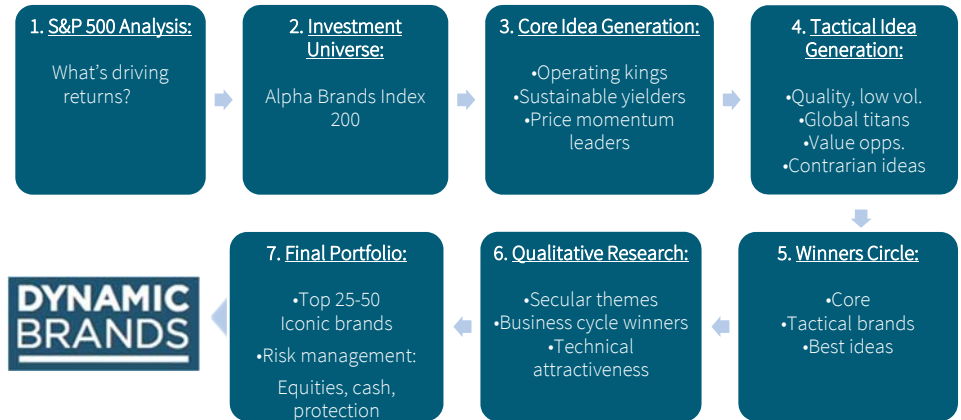 1. S&P 500 Analysis:
What's driving
returns?
2. Investment
Universe:
Alpha Brands Index
200
3. Core Idea Generation:
•Operating kings
•Sustainable yielders
•Price momentum
leaders
4. Tactical Idea
Generation:
•Quality, low vol.
•Global titans
•Value opps.
•Contrarian ideas
5. Winners Circle:
•Core
•Tactical brands
•Best ideas
6. Qualitative Research:
•Secular themes
•Business cycle winners
•Technical
attractiveness
7. Final Portfolio:
•Top 25-50
Iconic brands
•Risk management:
Equities, cash,
protection
DYNAMIC
BRANDS